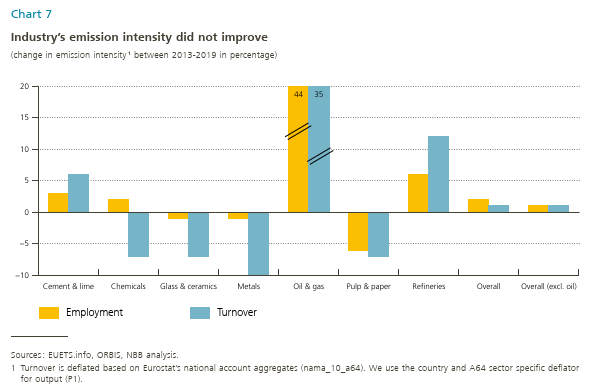 Chart 7
Industry's emission intensity did not improve
(change in emission intensity¹ between 2013-2019 in percentage)
20
15
10
5
0
−5
−10
44 35
Cement & lime Chemicals Glass & ceramics Metals Oil & gas Pulp & paper Refineries Overall Overall (excl. oil)
Employment Turnover
Sources: EUETS.info, ORBIS, NBB analysis.
1 Turnover is deflated based on Eurostat's national account aggregates (nama_10_a64). We use the country and A64 sector specific deflator
for output (P1).